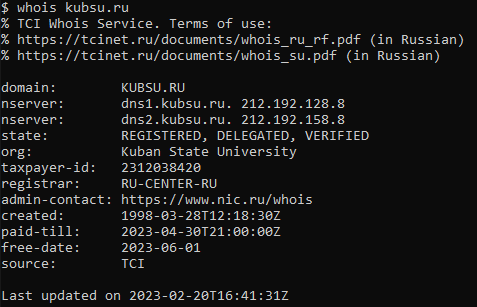 $ whois kubsu.ru
% TCI Whois Service. Terms of use:
% https://tcinet.ru/documents/whois_ru_rf.pdf (in Russian)
% https://tcinet.ru/documents/whois_su.pdf (in Russian)
domain: KUBSU.RU
nserver: dns1.kubsu.ru. 212.192.128.8
nserver: dns2.kubsu.ru. 212.192.158.8
state: REGISTERED, DELEGATED, VERIFIED
org: Kuban State University
taxpayer-id: 2312038420
registrar: RU-CENTER-RU
admin-contact: https://www.nic.ru/whois
created: 1998-03-28T12:18:30Z
paid-till: 2023-04-30T21:00:00Z
free-date: 2023-06-01
source: TCI
Last updated on 2023-02-20T16:41:31Z